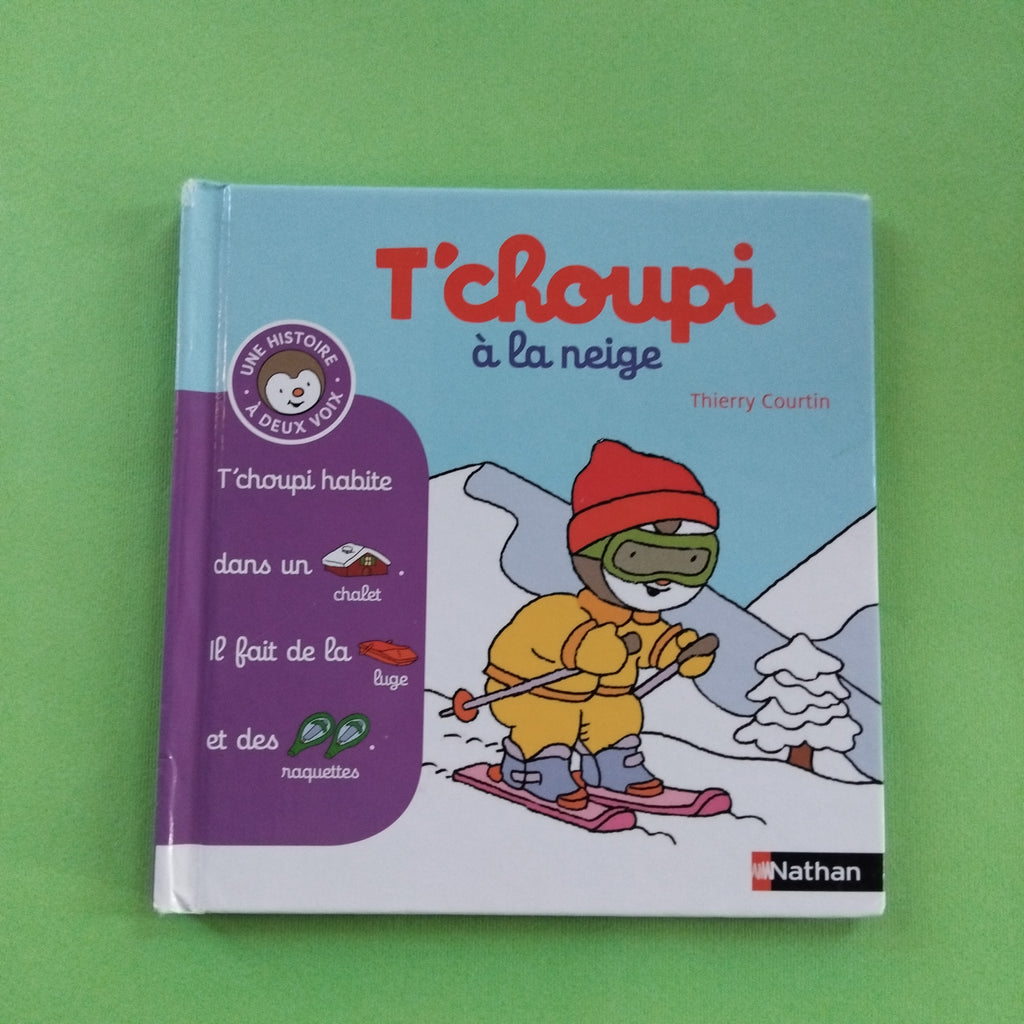 T'choupi
à la neige
Thierry Courtin
UNE HISTOIRE
À DEUX VOIX
T'choupi habite
dans un .
chalet
Il fait de la
luge
et des .
raquettes
Nathan